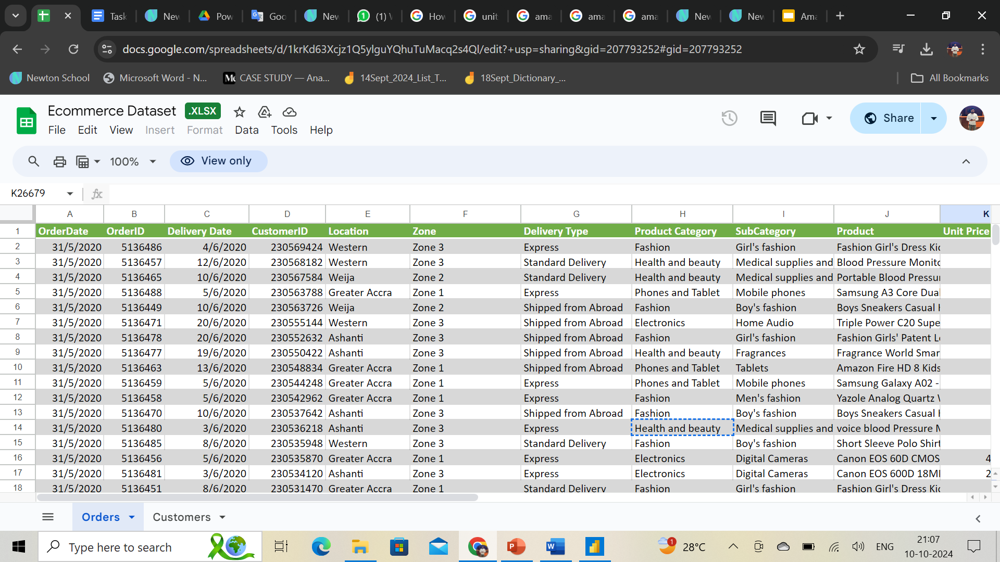 Task
New
Pow
Goo
New
(1)
How
unit
ama
ama
ama
New
New
Ama
docs.google.com/spreadsheets/d/1krKd63Xcjz1Q5ylguYQhuTuMacq2s4Ql/edit?+usp=sharing&gid=207793252#gid=207793252
Newton School
Microsoft Word - N...
CASE STUDY — Ana...
14Sept_2024_List_T...
18Sept_Dictionary_...
All Bookmarks
Ecommerce Dataset .XLSX
File Edit View Insert Format Data Tools Help
Share
100% View only
K26679 fx
A B C D E F G H I J K
1 OrderDate OrderID Delivery Date CustomerID Location Zone Delivery Type Product Category SubCategory Product Unit Price
2 31/5/2020 5136486 4/6/2020 230569424 Western Zone 3 Express Fashion Girl's fashion Fashion Girl's Dress Kid
3 31/5/2020 5136457 12/6/2020 230568182 Western Zone 3 Standard Delivery Health and beauty Medical supplies and Blood Pressure Monito
4 31/5/2020 5136465 10/6/2020 230567584 Weija Zone 2 Standard Delivery Health and beauty Medical supplies and Portable Blood Pressur
5 31/5/2020 5136488 5/6/2020 230563788 Greater Accra Zone 1 Express Phones and Tablet Mobile phones Samsung A3 Core Dual
6 31/5/2020 5136449 10/6/2020 230563726 Weija Zone 2 Shipped from Abroad Fashion Boy's fashion Boys Sneakers Casual
7 31/5/2020 5136471 20/6/2020 230555144 Western Zone 3 Shipped from Abroad Electronics Home Audio Triple Power C20 Supe
8 31/5/2020 5136478 20/6/2020 230552632 Ashanti Zone 3 Shipped from Abroad Fashion Girl's fashion Fashion Girls' Patent
9 31/5/2020 5136477 19/6/2020 230550422 Ashanti Zone 3 Shipped from Abroad Health and beauty Fragrances Fragrance World Smar
10 31/5/2020 5136463 13/6/2020 230548834 Greater Accra Zone 1 Shipped from Abroad Phones and Tablet Tablets Amazon Fire HD 8 Kids
11 31/5/2020 5136459 5/6/2020 230544248 Greater Accra Zone 1 Express Phones and Tablet Mobile phones Samsung Galaxy A02 -
12 31/5/2020 5136458 5/6/2020 230542962 Greater Accra Zone 1 Express Fashion Men's fashion Yazole Analog Quartz
13 31/5/2020 5136470 10/6/2020 230537642 Ashanti Zone 3 Shipped from Abroad Fashion Boy's fashion Boys Sneakers Casual
14 31/5/2020 5136480 3/6/2020 230536218 Ashanti Zone 3 Express Health and beauty Medical supplies and voice blood Pressure
15 31/5/2020 5136485 8/6/2020 230535948 Western Zone 3 Standard Delivery Fashion Boy's fashion Short Sleeve Polo Shirt
16 31/5/2020 5136456 5/6/2020 230535870 Greater Accra Zone 1 Express Electronics Digital Cameras Canon EOS 60D CMOS 4
17 31/5/2020 5136481 3/6/2020 230534120 Ashanti Zone 3 Express Electronics Digital Cameras Canon EOS 600D 2
18 31/5/2020 5136451 8/6/2020 230531470 Greater Accra Zone 1 Standard Delivery Fashion Girl's fashion Fashion Girl's Dress Kid
Orders Customers
Type here to search
1
28°C
ENG
21:07
10-10-2024